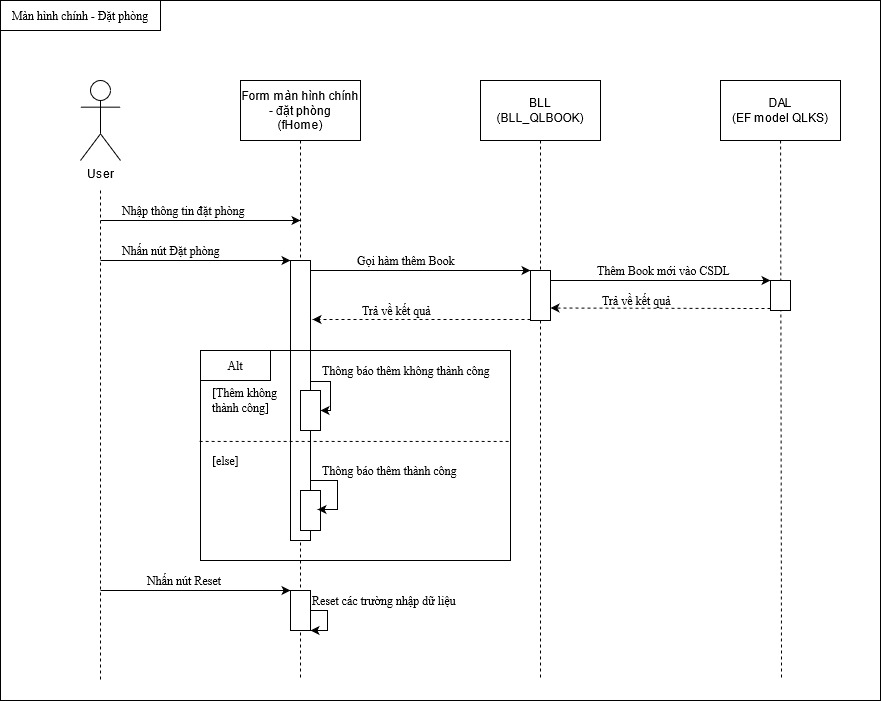 Màn hình chính - Đặt phòng
Form màn hình chính
- đặt phòng
(fHome)
BLL
(BLL_QLBOOK)
DAL
(EF model QLKS)
User
Nhập thông tin đặt phòng
Nhấn nút Đặt phòng
Gọi hàm thêm Book
Thêm Book mới vào CSDL
Trả về kết quả
Trả về kết quả
Alt
Thông báo thêm không thành công
[Thêm không
thành công]
[else]
Thông báo thêm thành công
Nhấn nút Reset
Reset các trường nhập dữ liệu